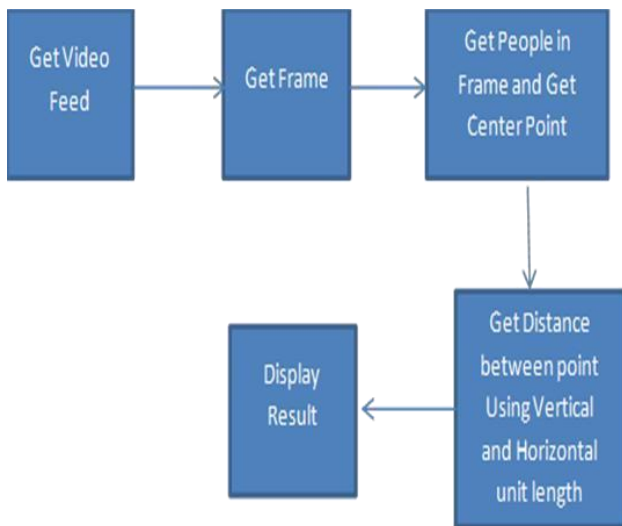 Get Video
Feed
Get Frame
Get People in
Frame and Get
Center Point
Get Distance
between point
Using Vertical
and Horizontal
unit length
Display
Result